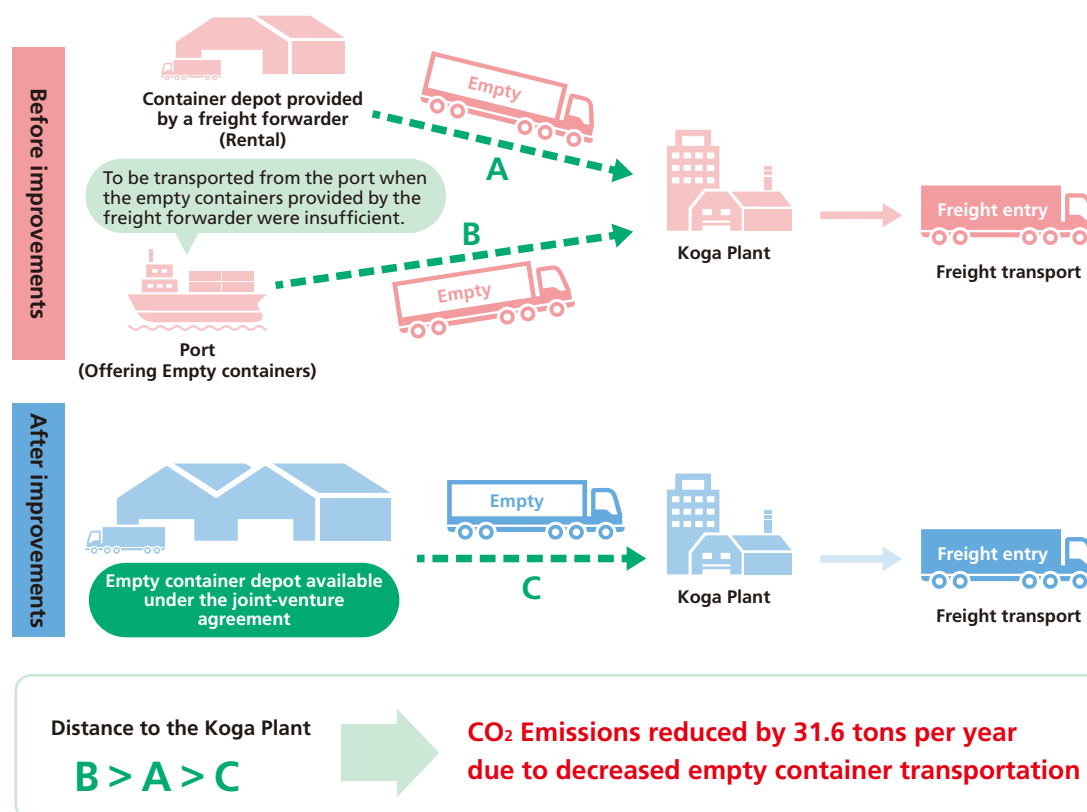 Before improvements
Container depot provided
by a freight forwarder
(Rental)
Empty
A
To be transported from the port when
the empty containers provided by the
freight forwarder were insufficient.
B
Empty
Port
(Offering Empty containers)
Koga Plant
Freight entry
Freight transport
After improvements
Empty container depot available
under the joint-venture
agreement
Empty
C
Koga Plant
Freight entry
Freight transport
Distance to the Koga Plant
B > A > C
CO₂ Emissions reduced by 31.6 tons per year
due to decreased empty container transportation